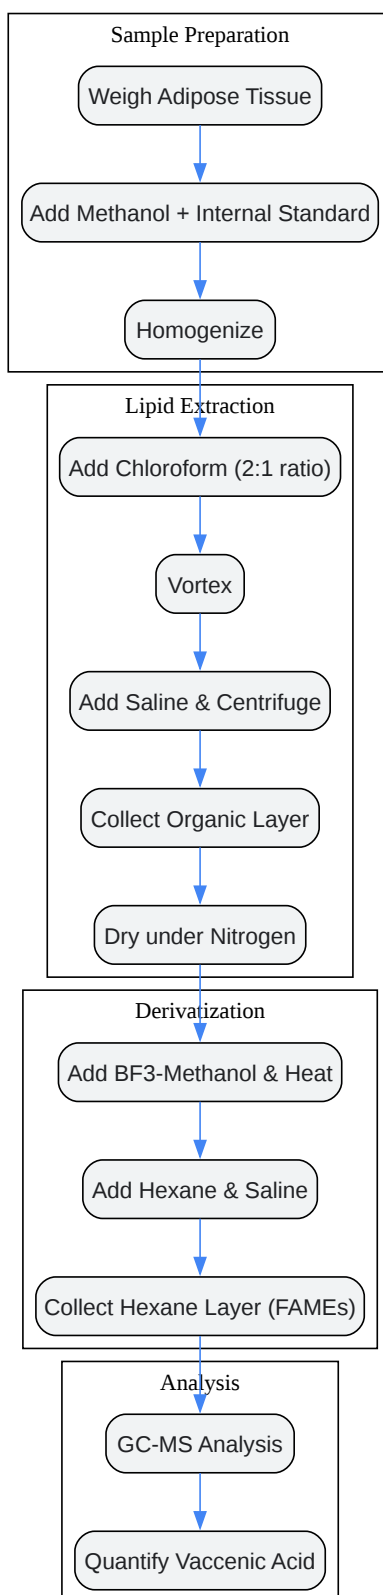 Sample Preparation
Weigh Adipose Tissue
Add Methanol + Internal Standard
Homogenize
Lipid Extraction
Add Chloroform (2:1 ratio)
Vortex
Add Saline & Centrifuge
Collect Organic Layer
Dry under Nitrogen
Derivatization
Add BF3-Methanol & Heat
Add Hexane & Saline
Collect Hexane Layer (FAMEs)
Analysis
GC-MS Analysis
Quantify Vaccenic Acid